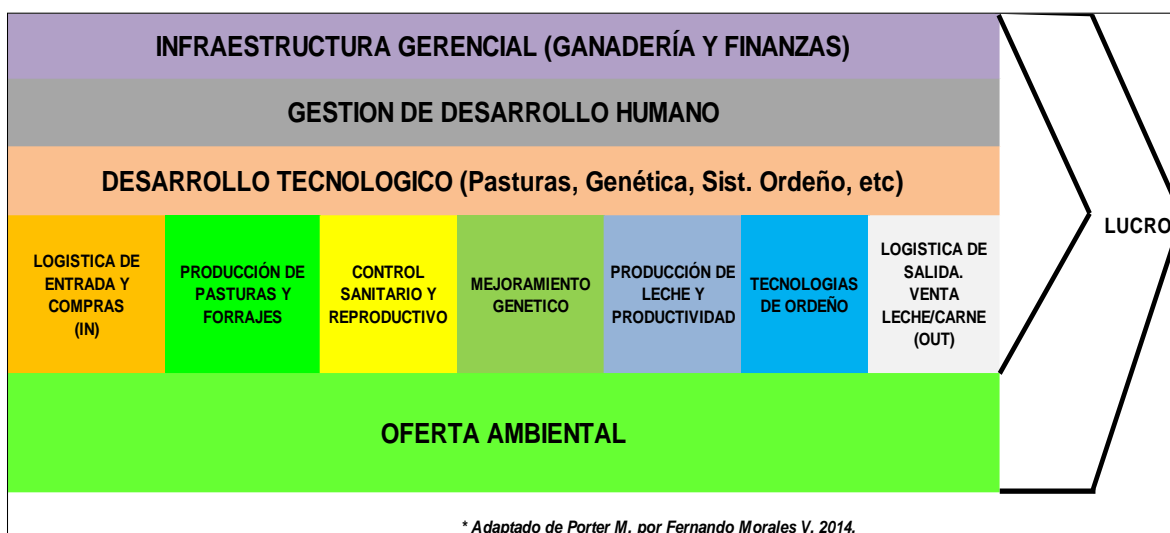 INFRAESTRUCTURA GERENCIAL (GANADERÍA Y FINANZAS)
GESTION DE DESARROLLO HUMANO
DESARROLLO TECNOLOGICO (Pasturas, Genética, Sist. Ordeño, etc)
LOGISTICA DE
ENTRADA Y
COMPRAS
(IN)
PRODUCCIÓN DE
PASTURAS Y
FORRAJES
CONTROL
SANITARIO Y
REPRODUCTIVO
MEJORAMIENTO
GENETICO
PRODUCCIÓN DE
LECHE Y
PRODUCTIVIDAD
TECNOLOGIAS
DE ORDEÑO
LOGISTICA DE
SALIDA.
VENTA
LECHE/CARNE
(OUT)
LUCRO
OFERTA AMBIENTAL
* Adaptado de Porter M. por Fernando Morales V. 2014.